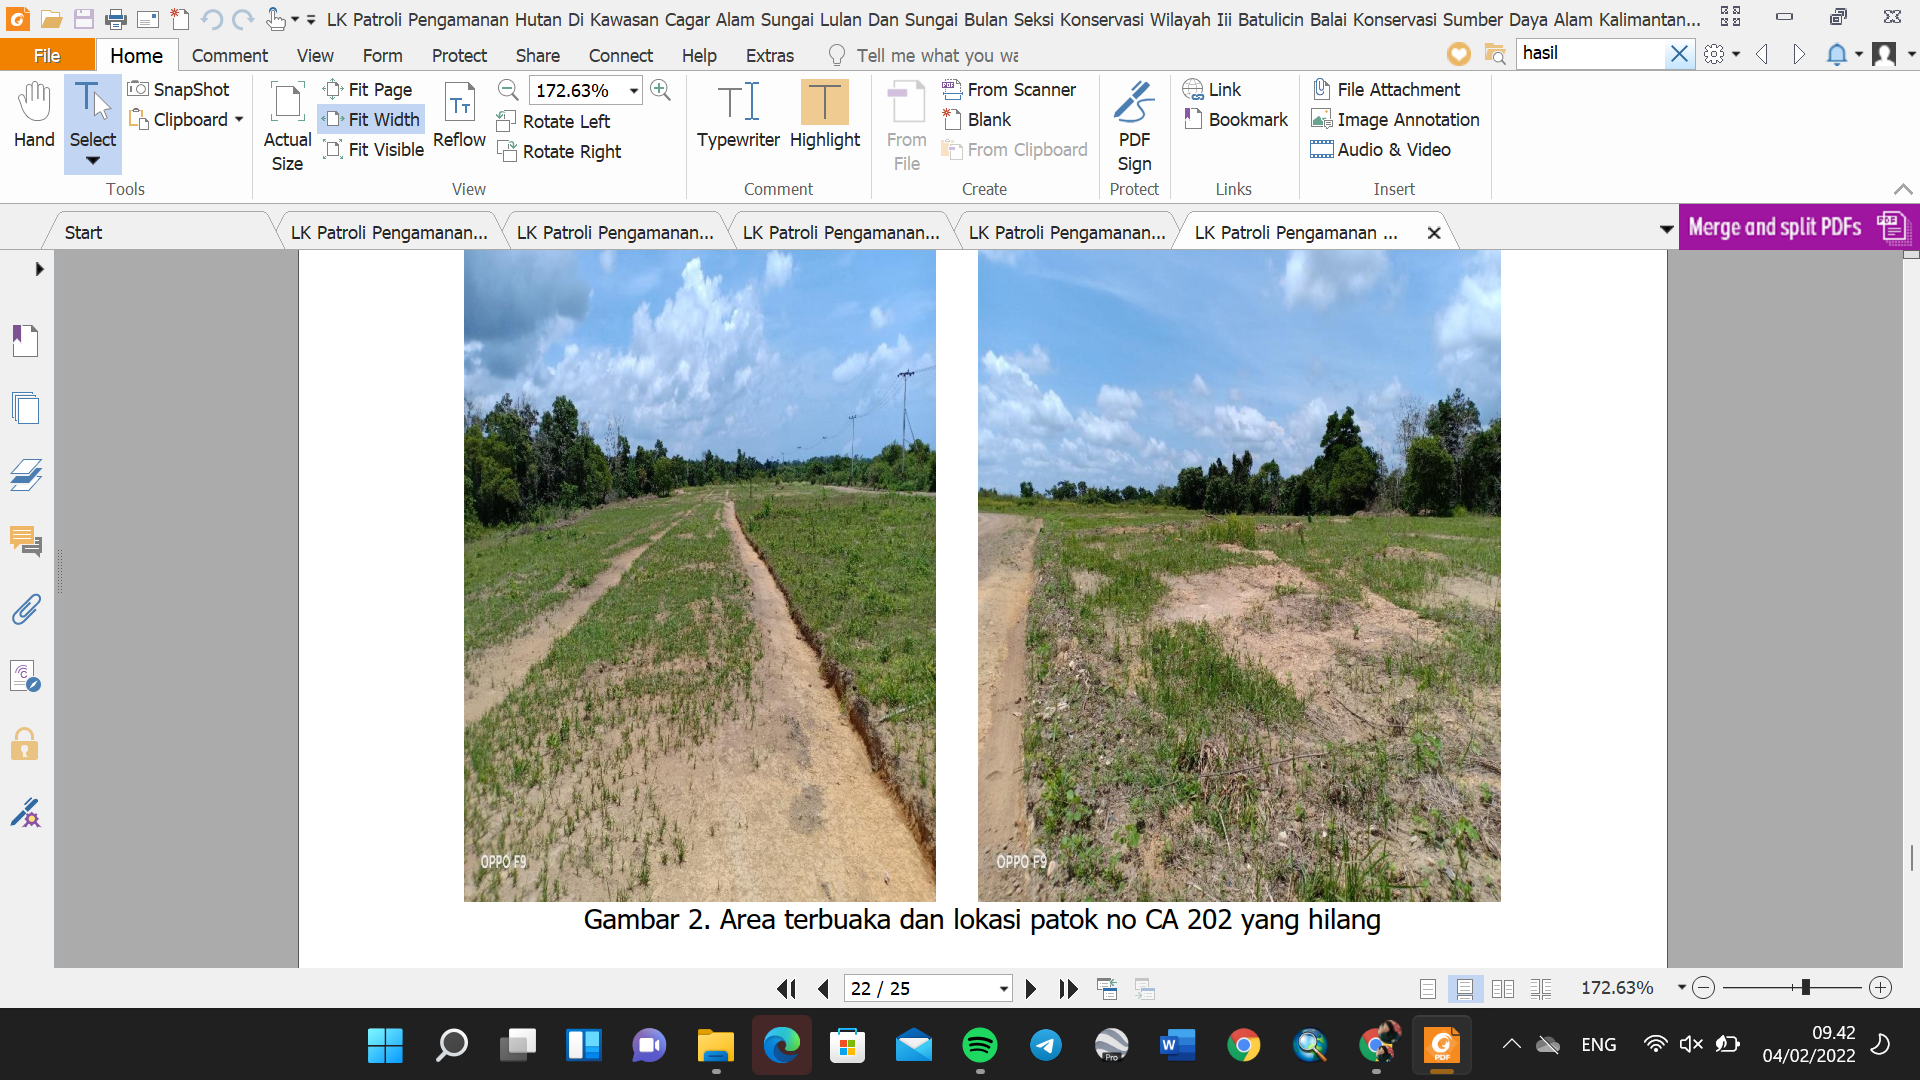 LK Patroli Pengamanan Hutan Di Kawasan Cagar Alam Sungai Lulan Dan Sungai Bulan Seksi Konservasi Wilayah Iii Batulicin Balai Konservasi Sumber Daya Alam Kalimantan...
File Home Comment View Form Protect Share Connect Help Extras Tell me what you wa hasil
SnapShot Fit Page 172.63% From Scanner Link File Attachment
Clipboard Fit Width Rotate Left Blank Bookmark Image Annotation
Hand Select Actual Size Fit Visible Reflow Rotate Right Typewriter Highlight From File From Clipboard PDF Sign Audio & Video
Tools View Comment Create Protect Links Insert
Start LK Patroli Pengamanan... LK Patroli Pengamanan... LK Patroli Pengamanan... LK Patroli Pengamanan... LK Patroli Pengamanan ... Merge and split PDFs
OPPO F9 OPPO F9
Gambar 2. Area terbuaka dan lokasi patok no CA 202 yang hilang
22 / 25 172.63%
ENG 09.42
04/02/2022
Pro
W
PDF